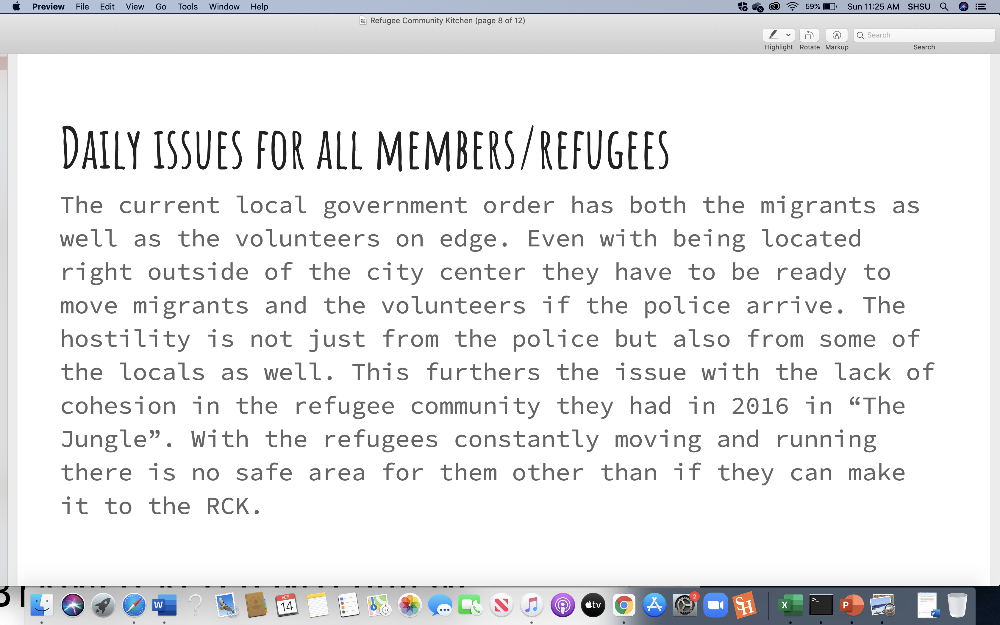 Preview File Edit View Go Tools Window Help 59% Sun 11:25 AM SHSU
Refugee Community Kitchen (page 8 of 12)
Search
Highlight Rotate Markup Search
DAILY ISSUES FOR ALL MEMBERS/REFUGEES
The current local government order has both the migrants as
well as the volunteers on edge. Even with being located
right outside of the city center they have to be ready to
move migrants and the volunteers if the police arrive. The
hostility is not just from the police but also from some of
the locals as well. This furthers the issue with the lack of
cohesion in the refugee community they had in 2016 in “The
Jungle”. With the refugees constantly moving and running
there is no safe area for them other than if they can make
it to the RCK.
W FEB 14 3D tv 2 SH X >_ P W